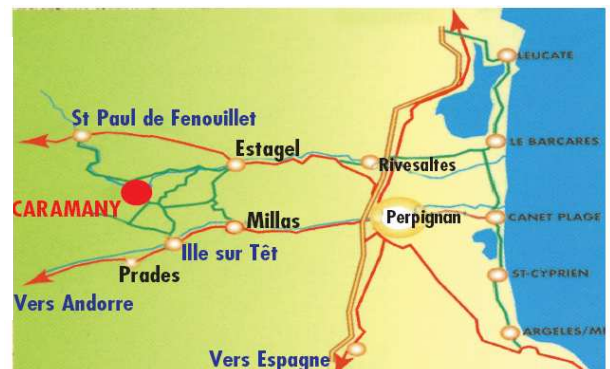 LEUCATE
St Paul de Fenouillet
Estagel
LE BARCARES
Rivesaltes
CARAMANY
Millas
Perpignan
CANET PLAGE
Ille sur Têt
Prades
ST-CYPRIEN
Vers Andorre
ARGELES/M
Vers Espagne